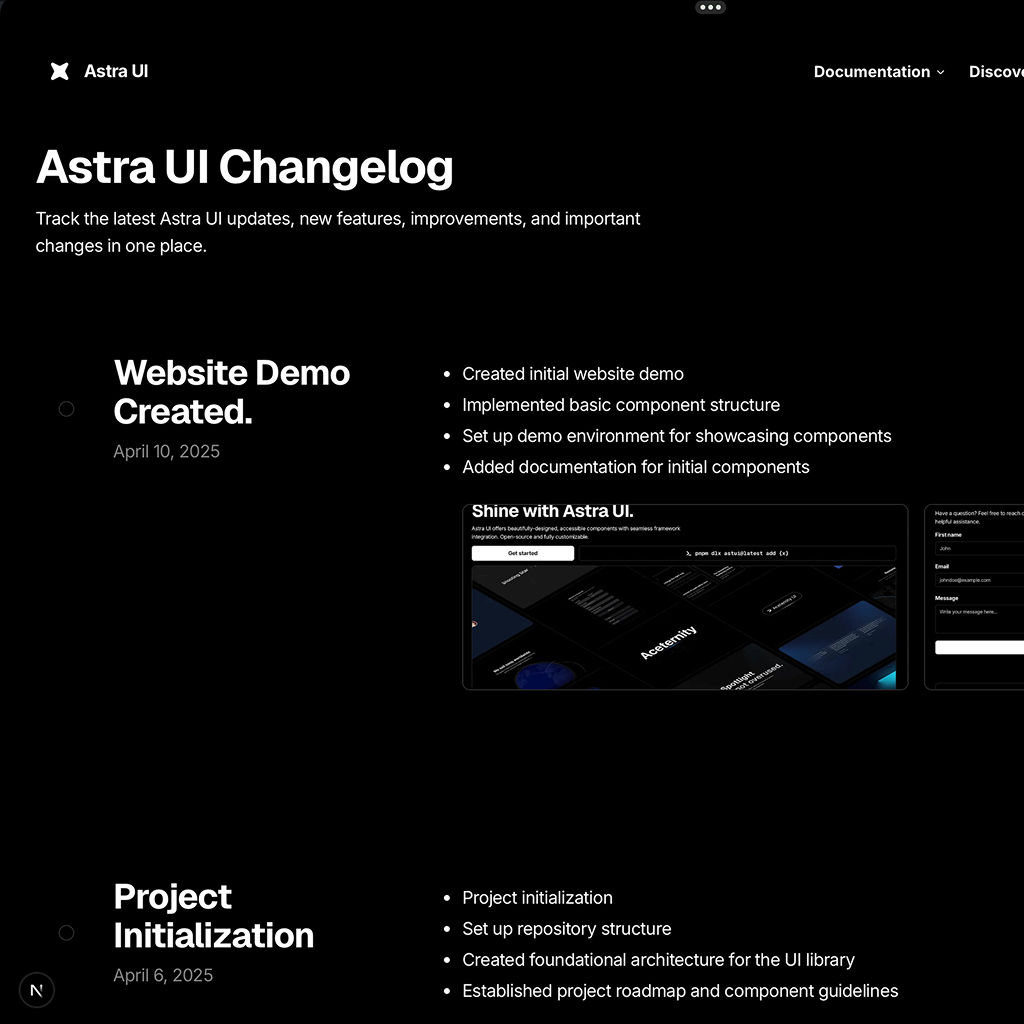 Astra UI
Documentation
Discove
Astra UI Changelog
Track the latest Astra UI updates, new features, improvements, and important
changes in one place.
Website Demo
Created.
April 10, 2025
Created initial website demo
Implemented basic component structure
Set up demo environment for showcasing components
Added documentation for initial components
Shine with Astra UI.
Astra UI offers beautifully-designed, accessible components with seamless framework
integration. Open-source and fully customizable.
Get started
pnpm dlx astui@latest add {x}
Shooting Star
Aceternity UI
Aceternity
Spotlight
not overused.
Have a question? Feel free to reach o
helpful assistance.
First name
John
Email
johndoe@example.com
Message
Write your message here...
Project
Initialization
April 6, 2025
Project initialization
Set up repository structure
Created foundational architecture for the UI library
Established project roadmap and component guidelines
N